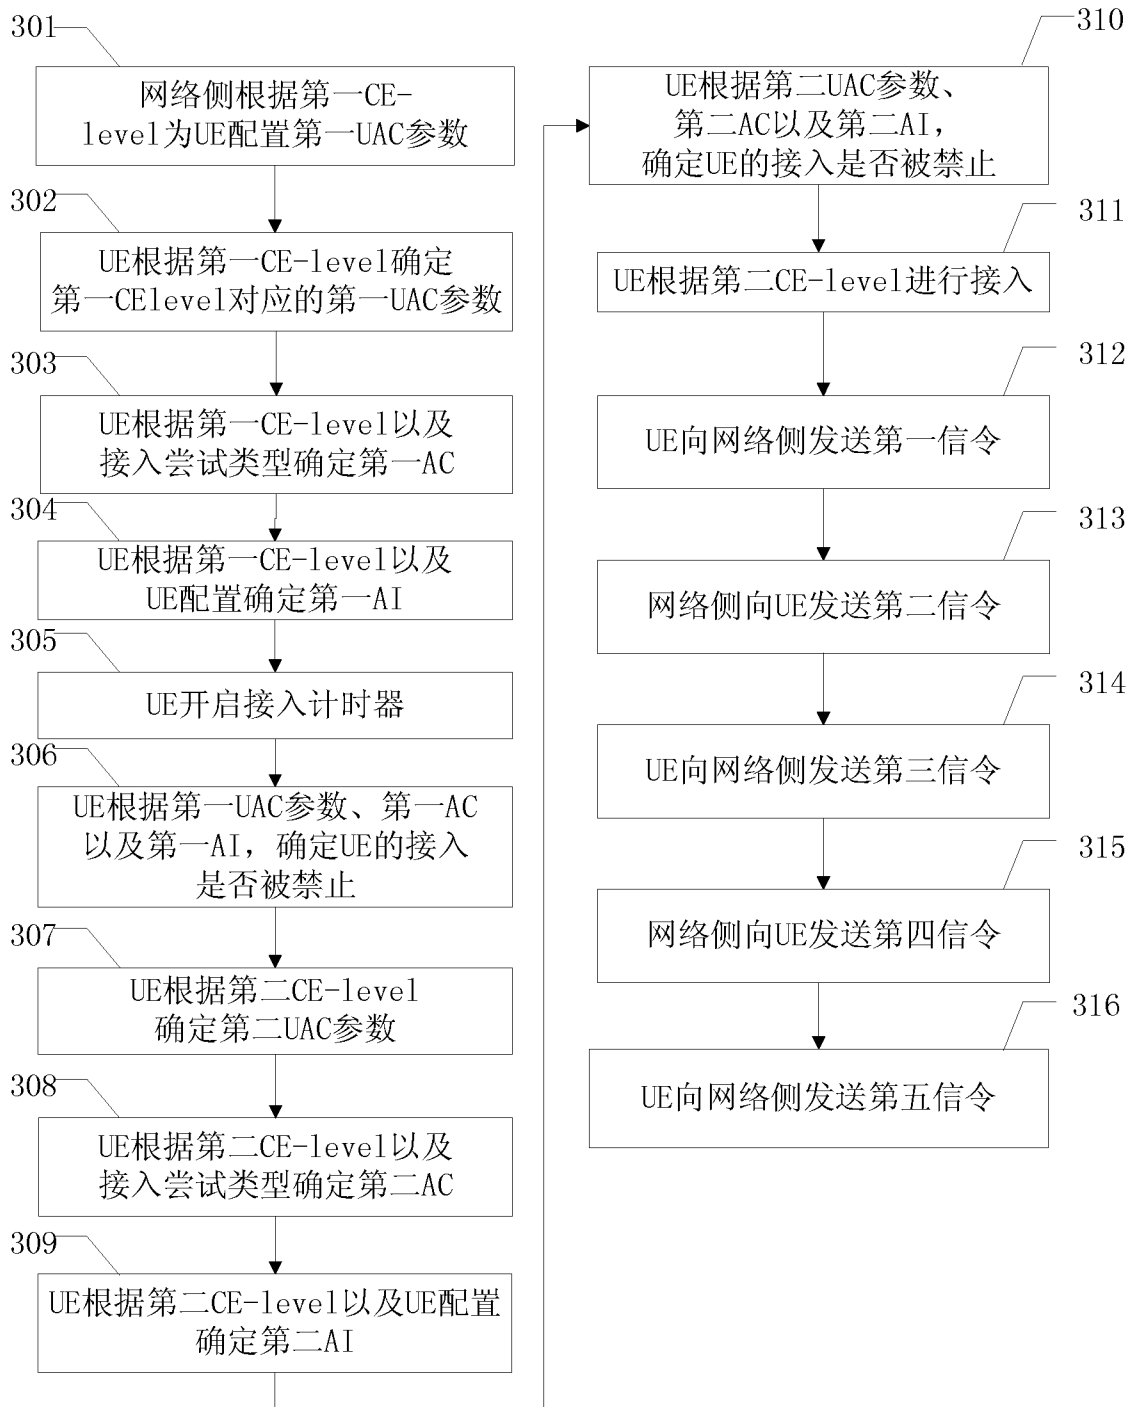 301
网络侧根据第一CE-
level为UE配置第一UAC参数
302
UE根据第一CE-level确定
第一CElevel对应的第一UAC参数
303
UE根据第一CE-level以及
接入尝试类型确定第一AC
304
UE根据第一CE-level以及
UE配置确定第一AI
305
UE开启接入计时器
306
UE根据第一UAC参数、第一AC
以及第一AI，确定UE的接入
是否被禁止
307
UE根据第二CE-level
确定第二UAC参数
308
UE根据第二CE-level以及
接入尝试类型确定第二AC
309
UE根据第二CE-level以及UE配置
确定第二AI
310
UE根据第二UAC参数、
第二AC以及第二AI，
确定UE的接入是否被禁止
311
UE根据第二CE-level进行接入
312
UE向网络侧发送第一信令
313
网络侧向UE发送第二信令
314
UE向网络侧发送第三信令
315
网络侧向UE发送第四信令
316
UE向网络侧发送第五信令